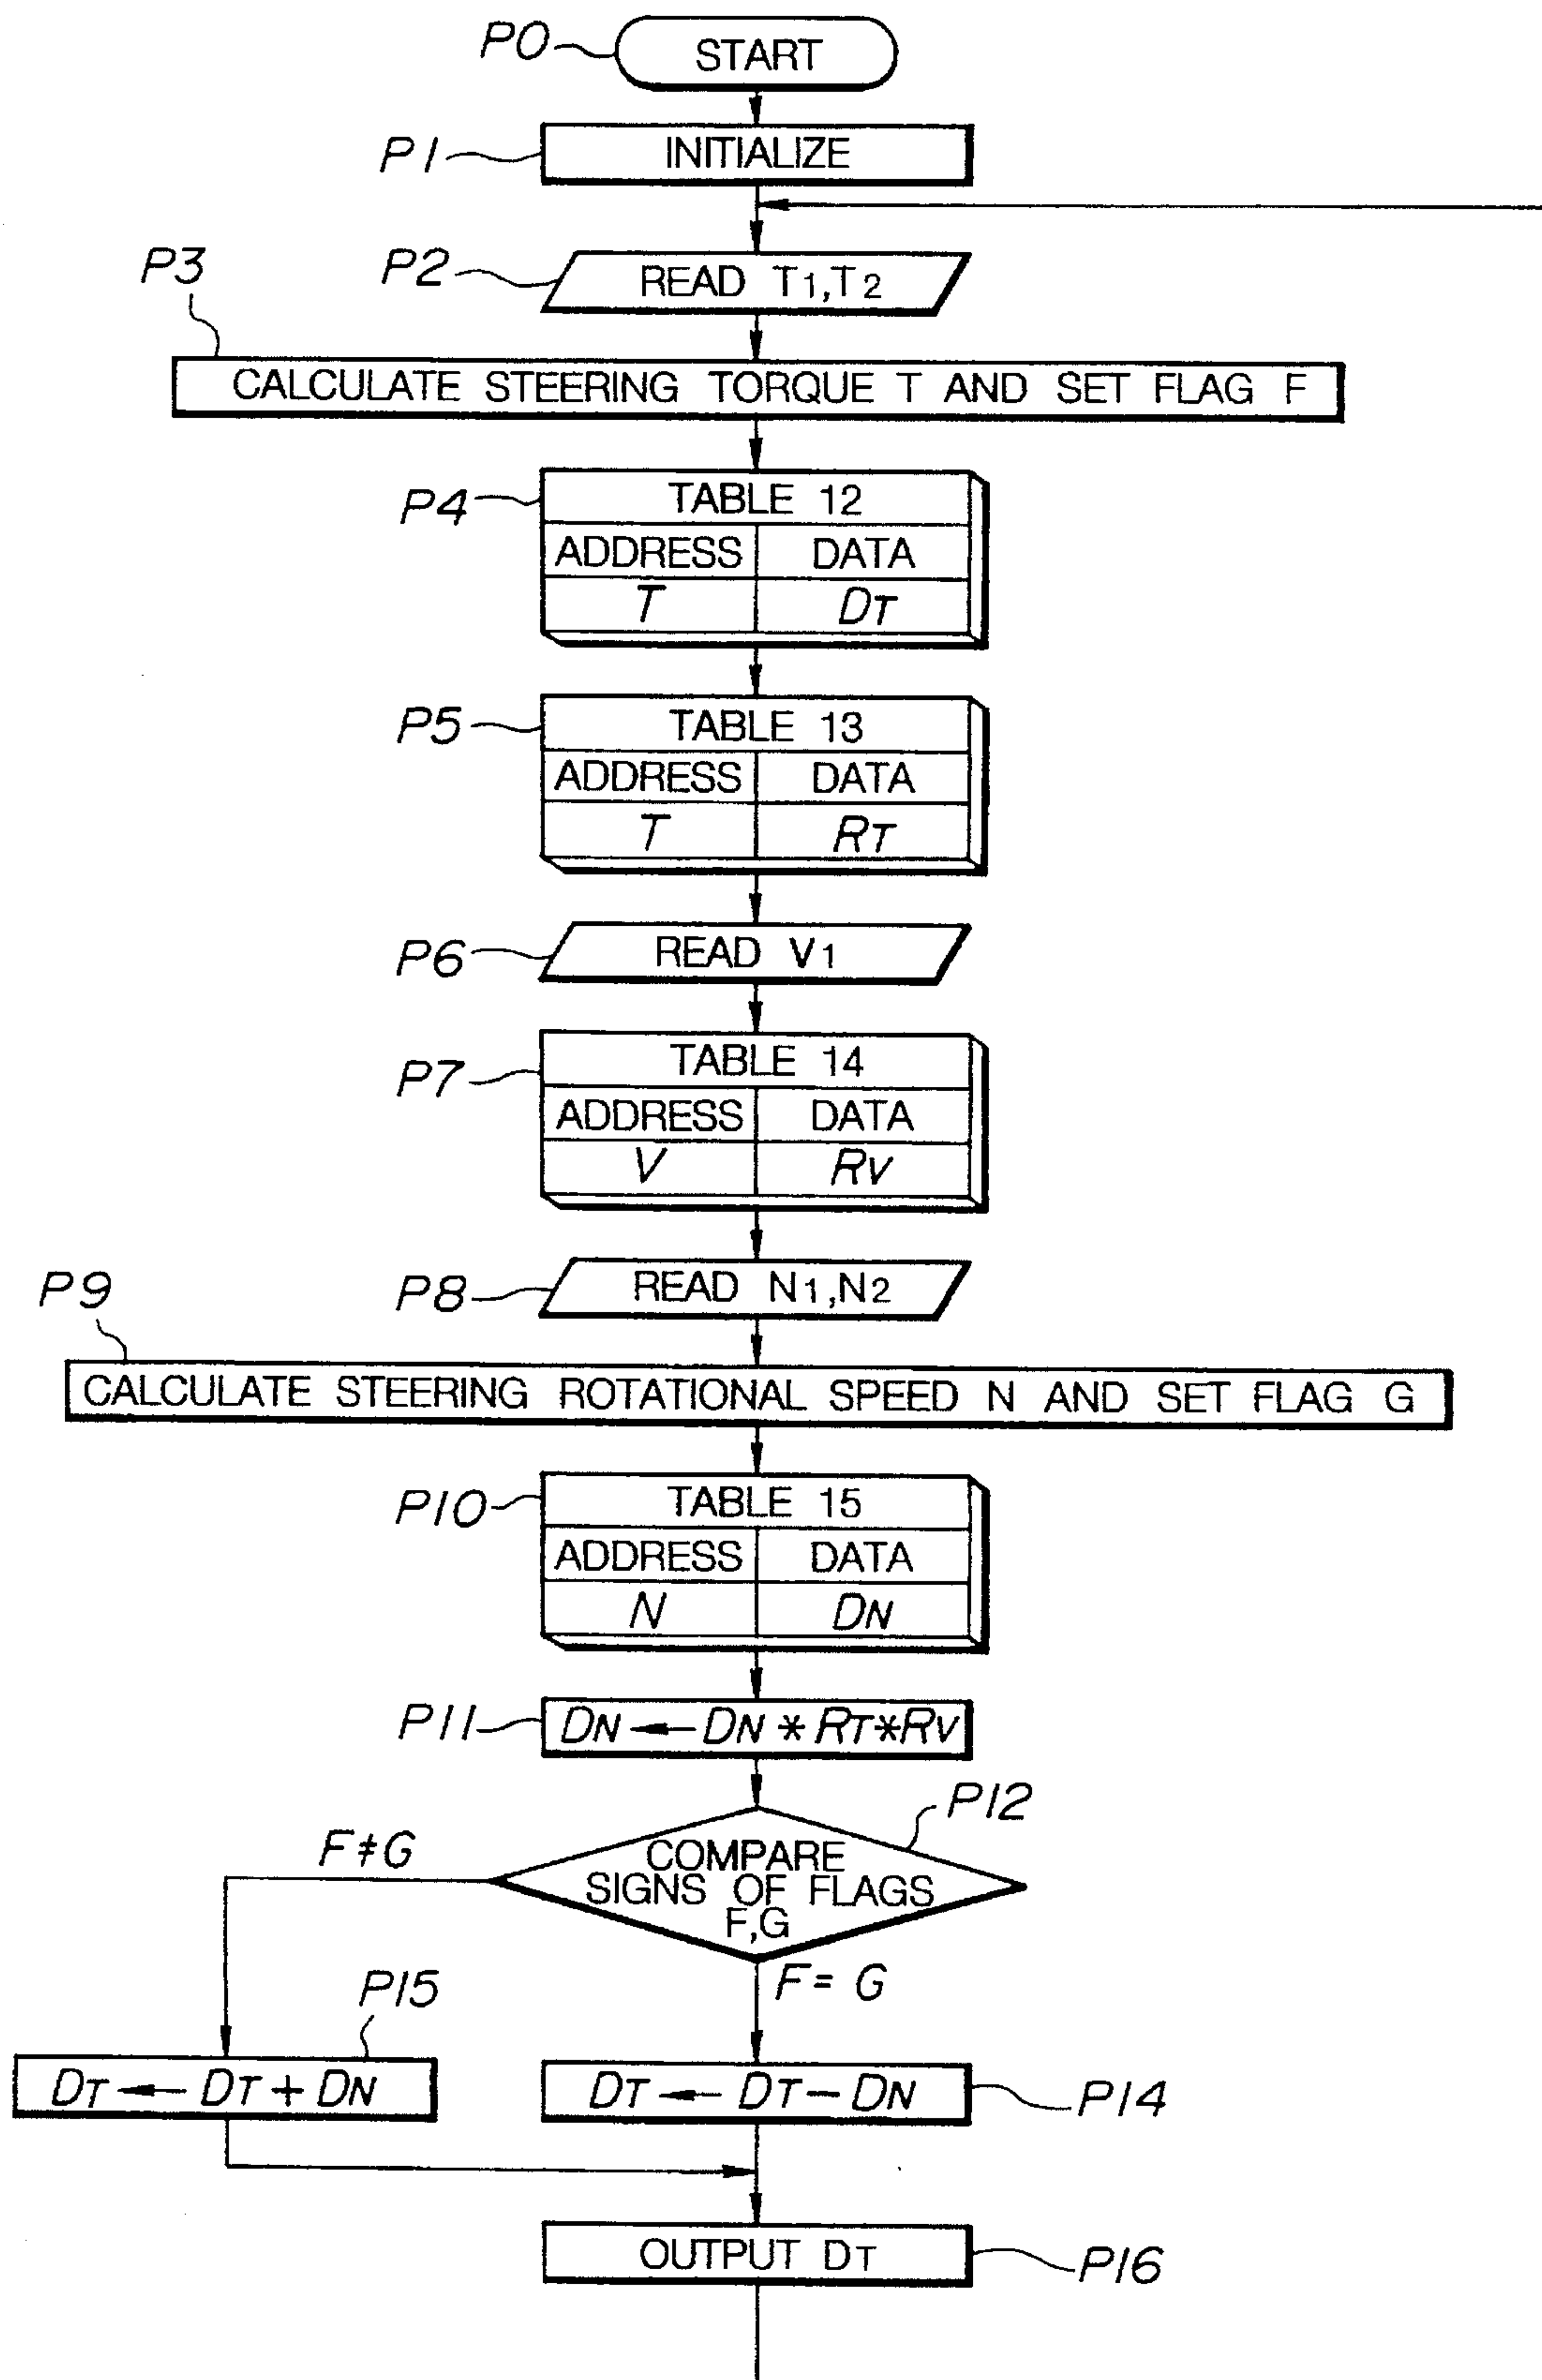 P0
START
P1
INITIALIZE
P2
READ T1,T2
P3
CALCULATE STEERING TORQUE T AND SET FLAG F
P4
TABLE 12
ADDRESS DATA
T DT
P5
TABLE 13
ADDRESS DATA
T RT
P6
READ V1
P7
TABLE 14
ADDRESS DATA
V RV
P8
READ N1,N2
P9
CALCULATE STEERING ROTATIONAL SPEED N AND SET FLAG G
P10
TABLE 15
ADDRESS DATA
N DN
P11
DN ← DN * RT * RV
P12
COMPARE
SIGNS OF FLAGS
F,G
F≠G
F= G
P15
DT ← DT + DN
DT ← DT − DN
P14
OUTPUT DT
P16